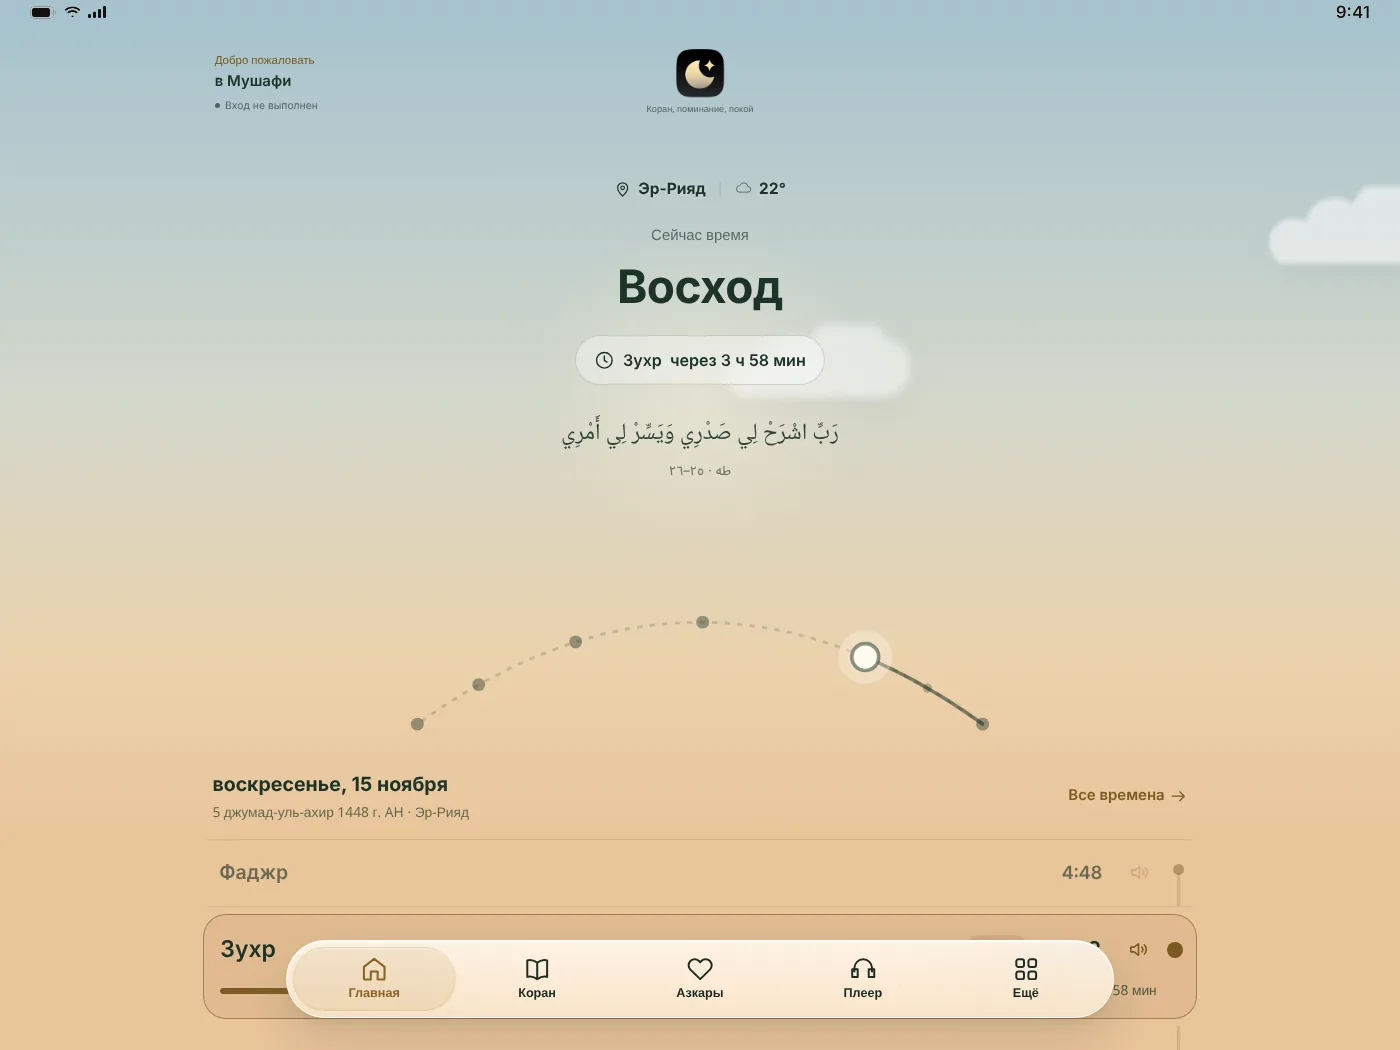 9:41
Добро пожаловать
в Мушафи
Вход не выполнен
Коран, поминание, покой
Эр-Рияд
22°
Сейчас время
Восход
Зухр через 3 ч 58 мин
رَبِّ اشْرَحْ لِي صَدْرِي وَيَسِّرْ لِي أَمْرِي
طه · ٢٥–٢٦
воскресенье, 15 ноября
5 джумад-уль-ахир 1448 г. AH · Эр-Рияд
Все времена →
Фаджр
4:48
Зухр
58 мин
Главная
Коран
Азкары
Плеер
Ещё